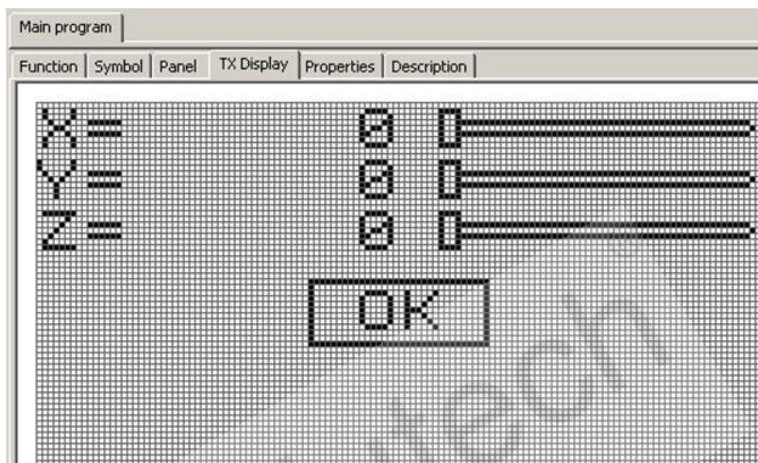 Main program
Function Symbol Panel TX Display Properties Description
X= 0
Y= 0
Z= 0
OK